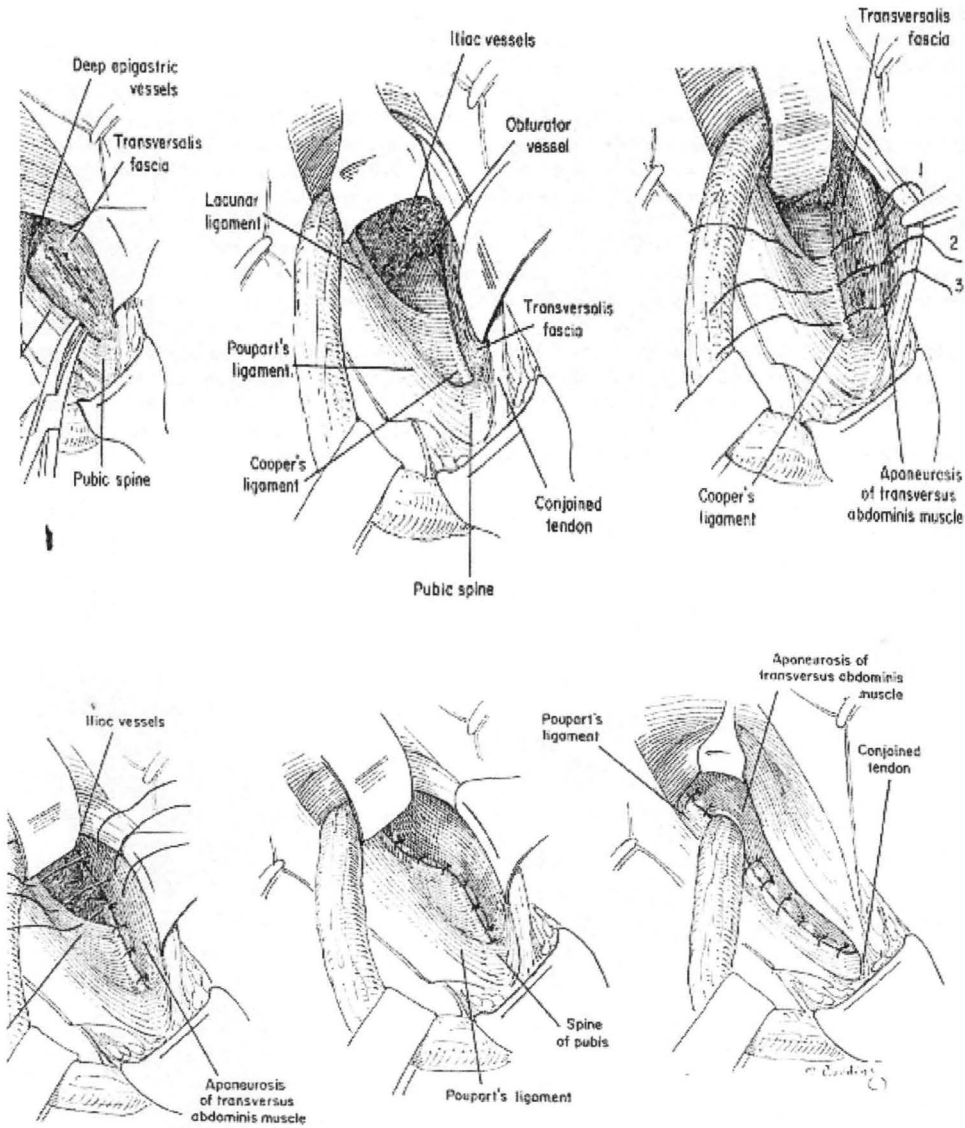 Deep epigastric
vessels
Transversalis
fascia
Pubic spine
Iliac vessels
Obturator
vessel
Lacunar
ligament
Transversalis
fascia
Poupart's
ligament
Cooper's
ligament
Conjoined
tendon
Pubic spine
Transversalis
fascia
1
2
3
Cooper's
ligament
Aponeurosis
of transversus
abdominis muscle
Iliac vessels
Aponeurosis
of transversus
abdominis muscle
Spine
of pubis
Poupart's ligament
Aponeurosis of
transversus abdominis
muscle
Poupart's
ligament
Conjoined
tendon